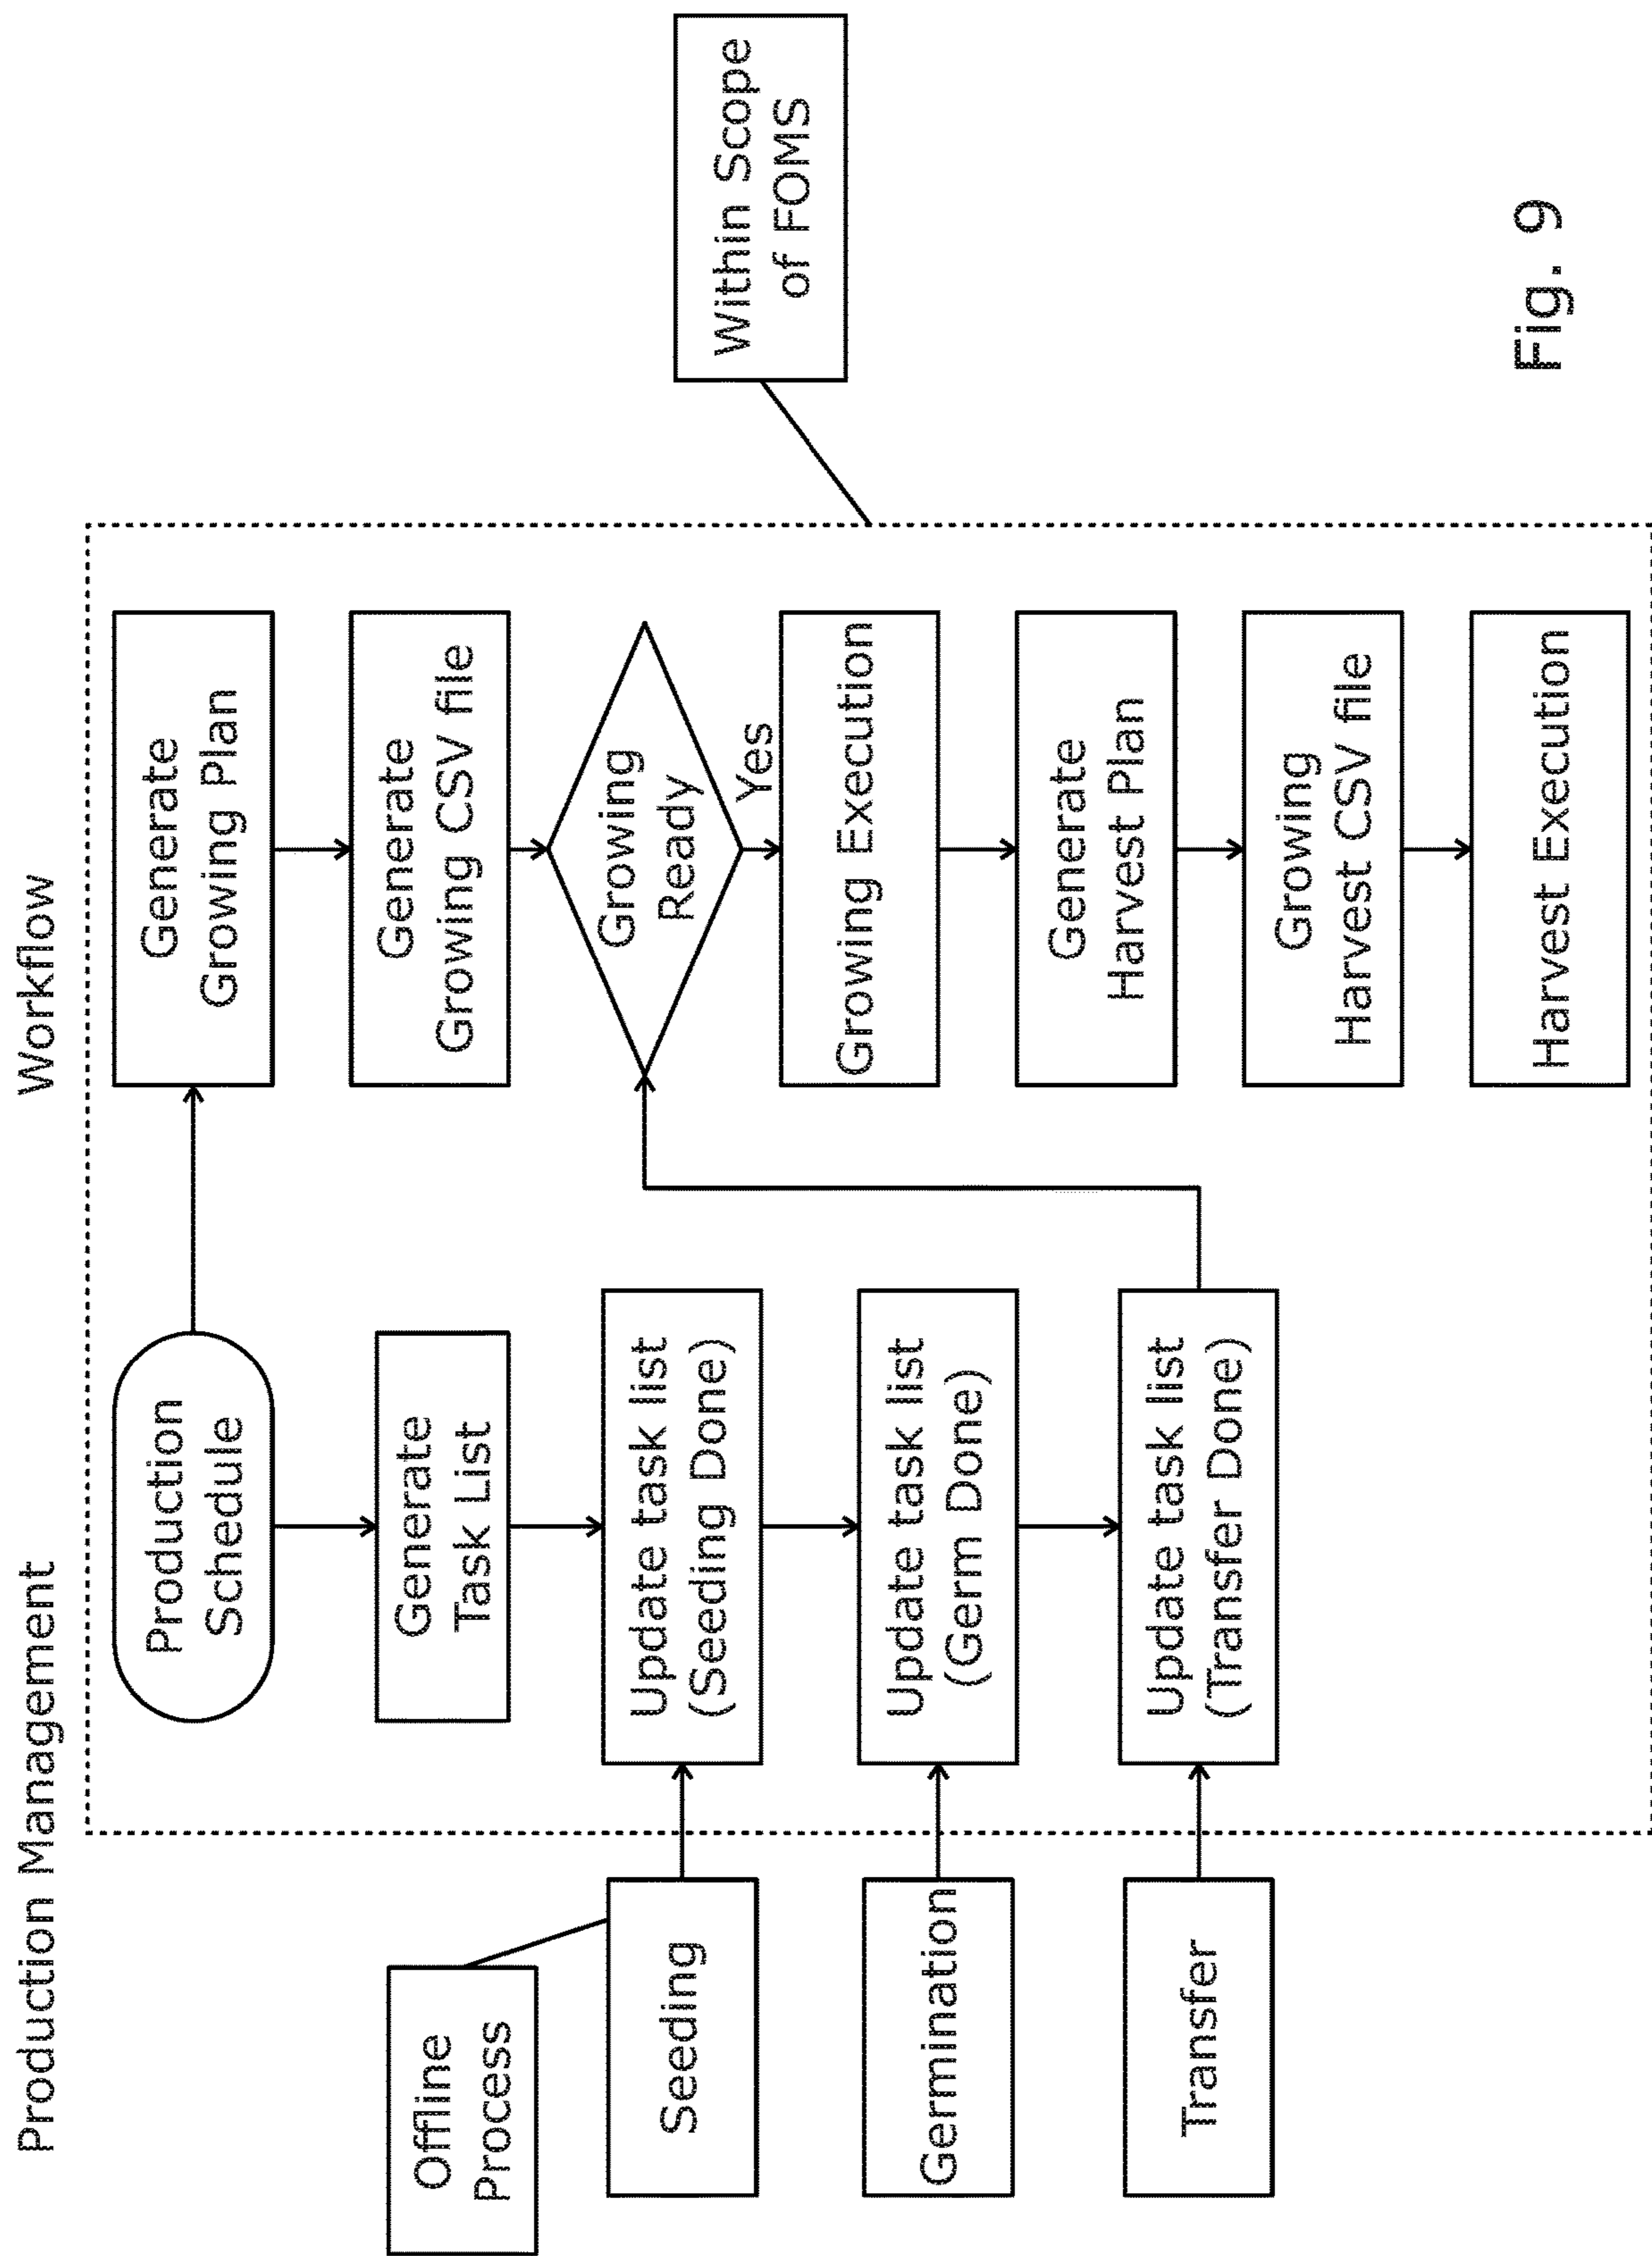 Production Management
Workflow
Offline
Process
Seeding
Germination
Transfer
Production
Schedule
Generate
Task List
Update task list
(Seeding Done)
Update task list
(Germ Done)
Update task list
(Transfer Done)
Generate
Growing Plan
Generate
Growing CSV file
Growing
Ready
Yes
Growing Execution
Generate
Harvest Plan
Growing
Harvest CSV file
Harvest Execution
Within Scope
of FOMS
Fig. 9